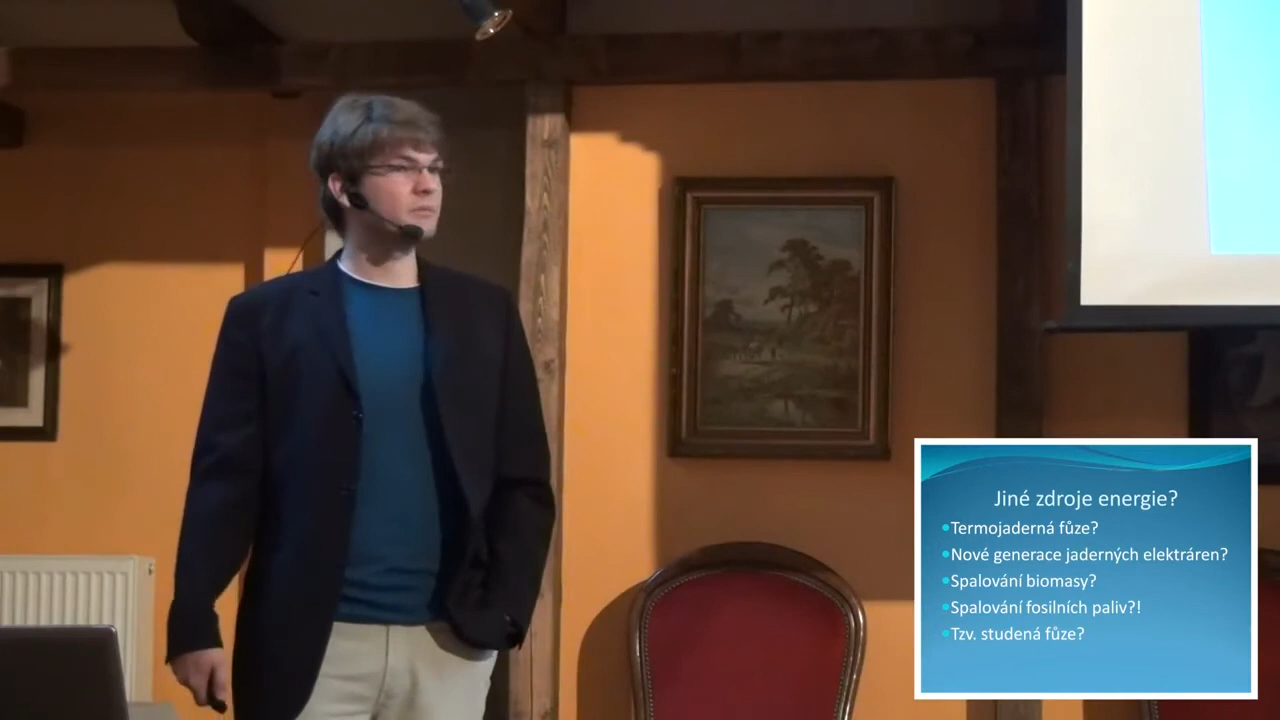 Jiné zdroje energie?
•Termojaderná fůze?
•Nové generace jaderných elektráren?
•Spalování biomasy?
•Spalování fosilních paliv?!
•Tzv. studená fůze?